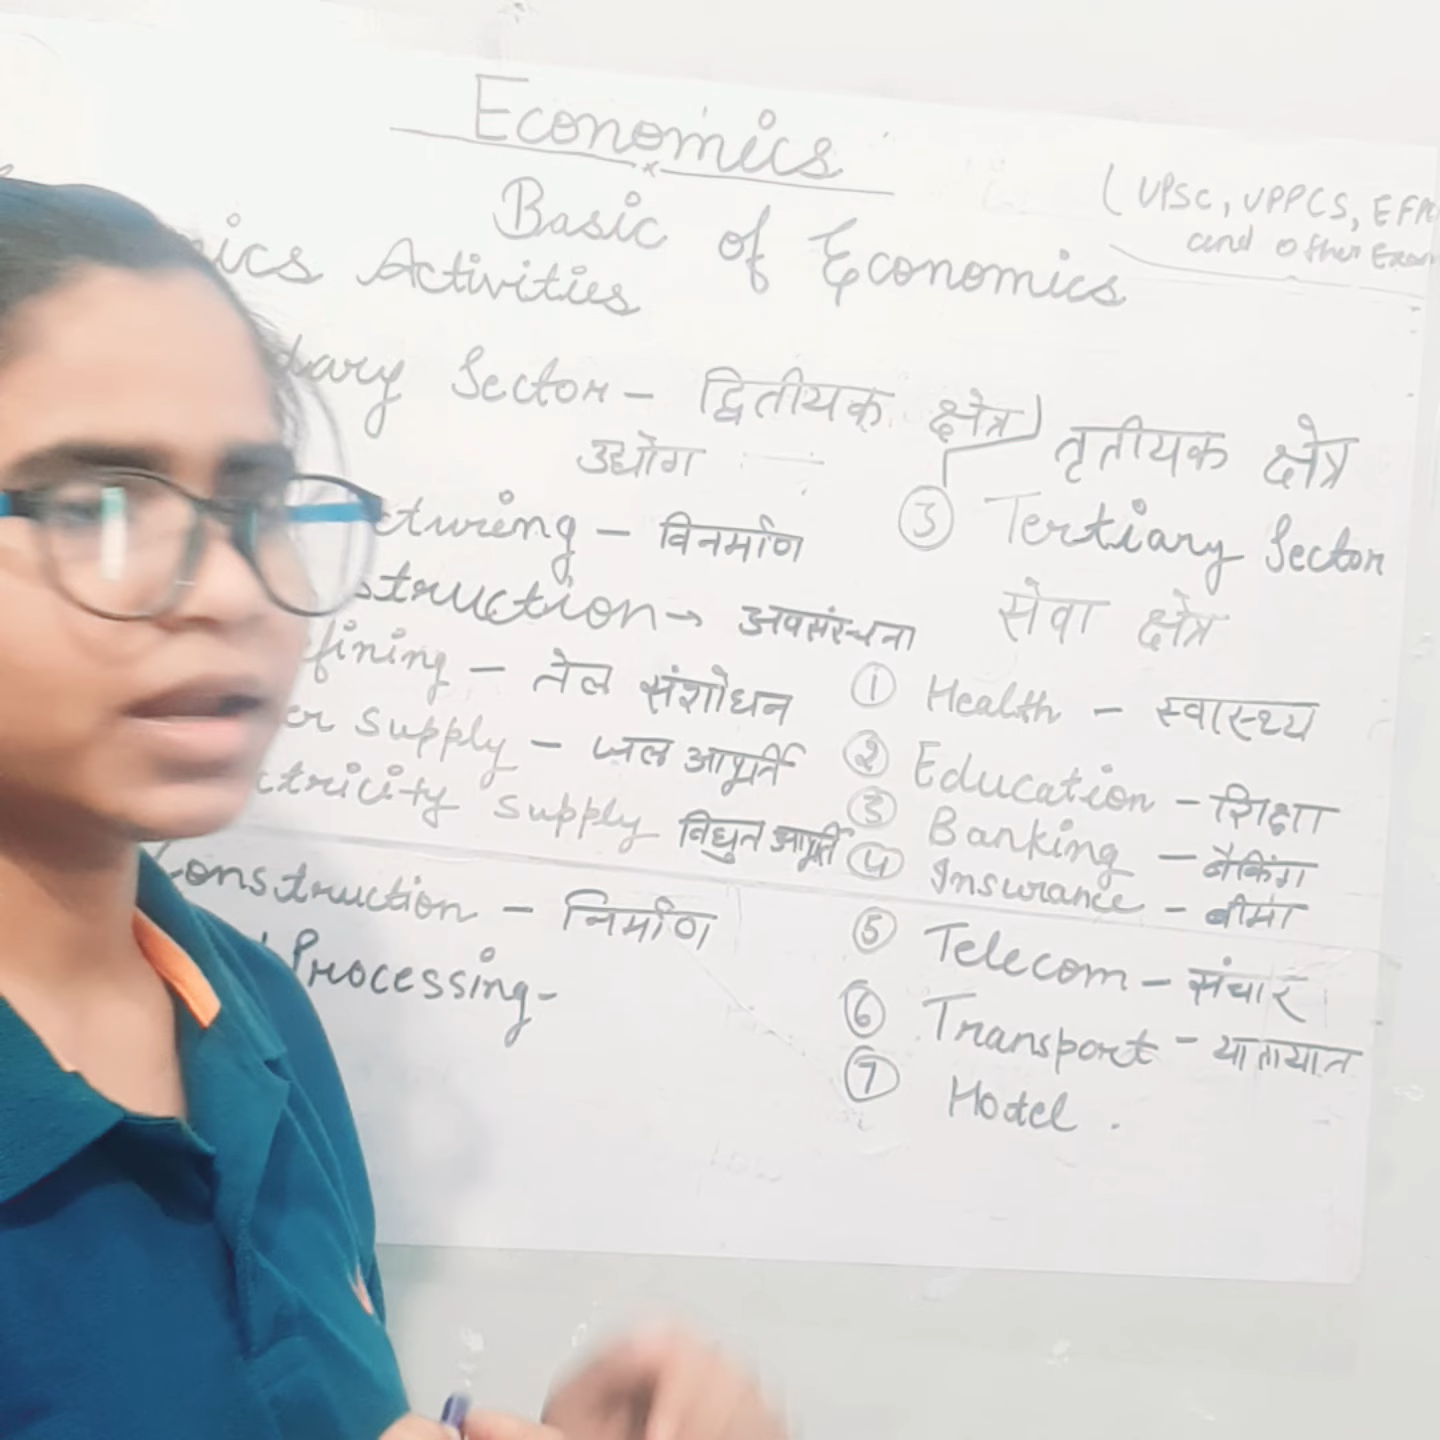 Economics
(UPSC, UPPCS,
and other Exam
Basic of Economics
Activities
Sector - द्वितीयक क्षेत्र
उद्योग
विनर्माण
अवसंरचना
तेल संशोधन
supply - जल आपूर्ति
supply विधुत आपूर्ति
Construction - निर्माण
Processing-
तृतीयक क्षेत्र
③ Tertiary Sector
सेवा क्षेत्र
① Health - स्वास्थ्य
② Education - शिक्षा
③ Banking - बैंकिंग
④ Insurance - बीमा
⑤ Telecom - संचार
⑥ Transport - यातायात
⑦ Hotel .